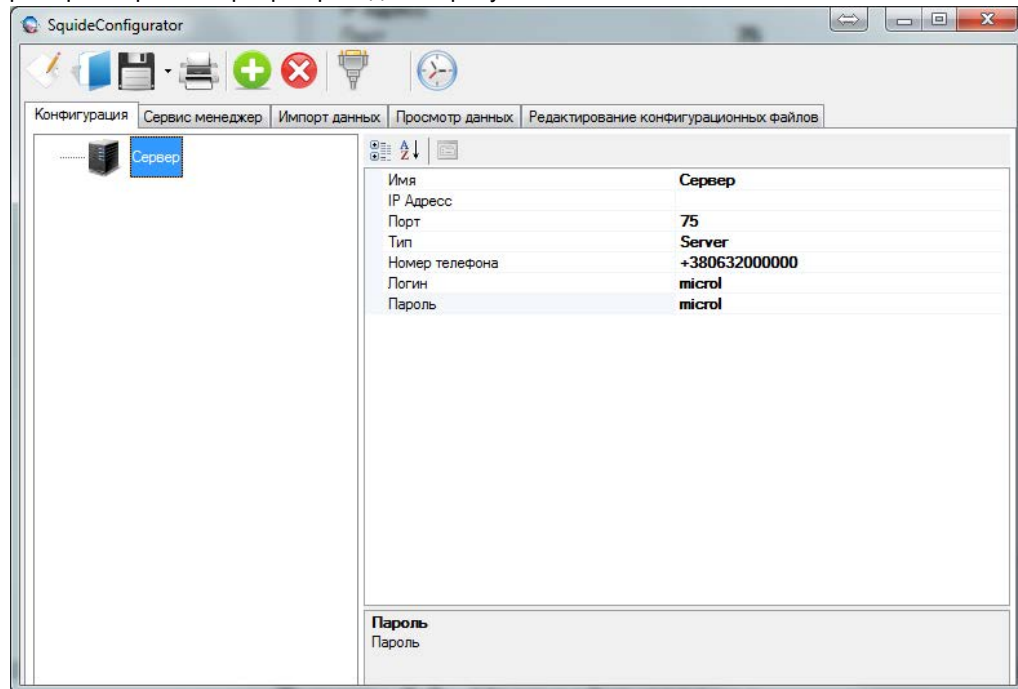 SquideConfigurator
Конфигурация Сервис менеджер Импорт данных Просмотр данных Редактирование конфигурационных файлов
Сервер
Имя Сервер
IP Адресс
Порт 75
Тип Server
Номер телефона +380632000000
Логин microl
Пароль microl
Пароль
Пароль